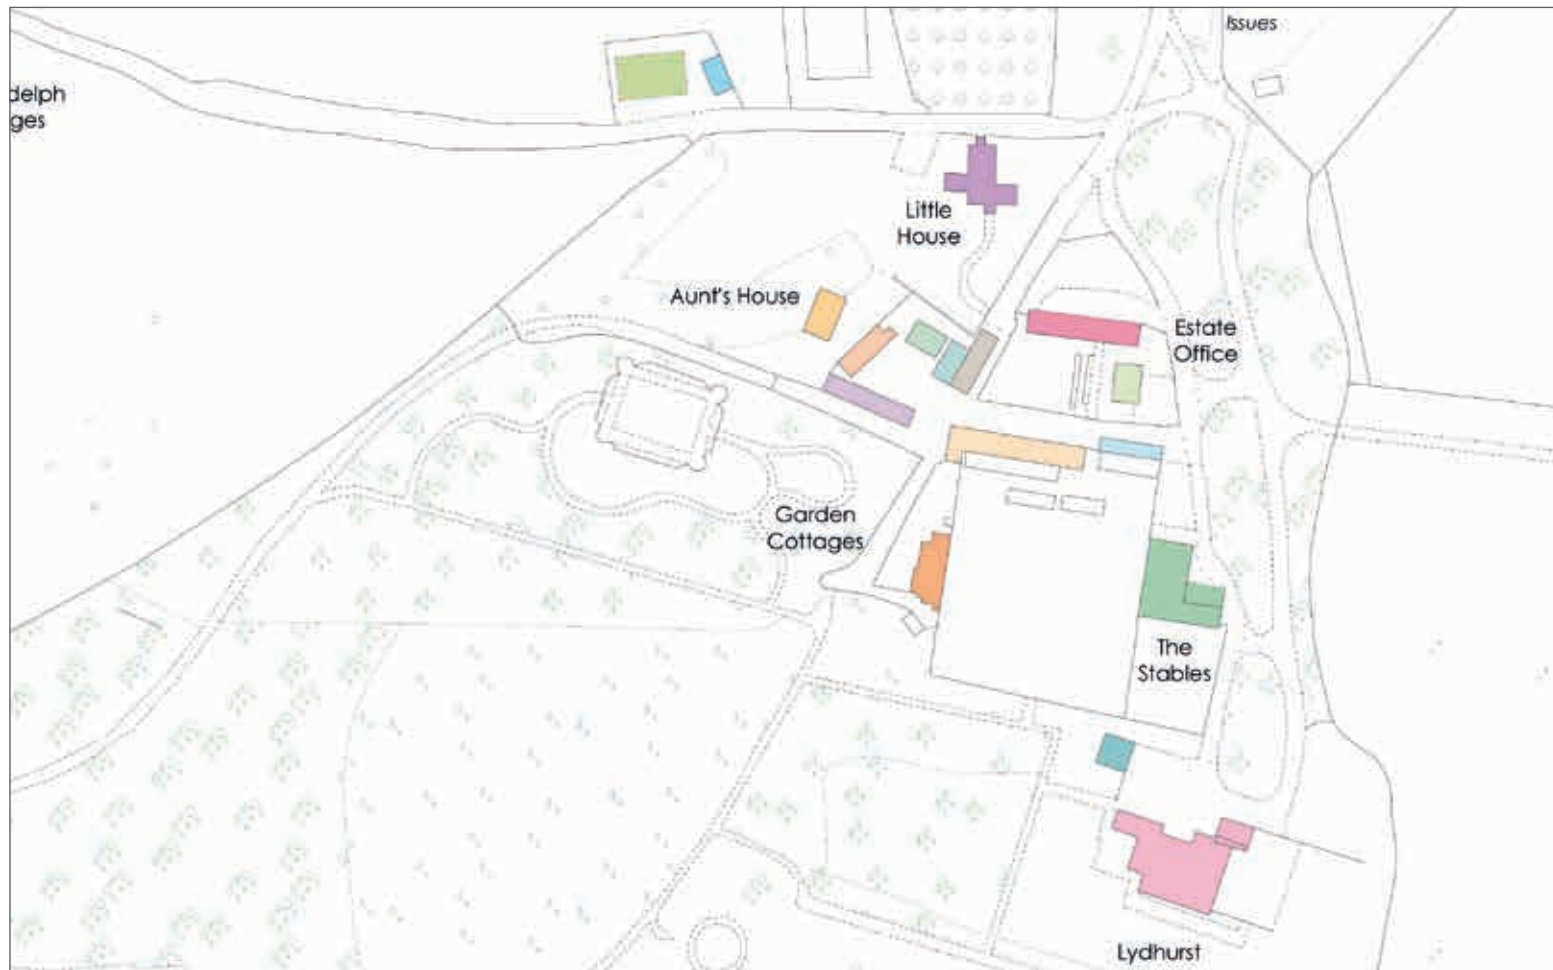 Issues
delph
ges
Little
House
Aunt's House
Estate
Office
Garden
Cottages
The
Stables
Lydhurst